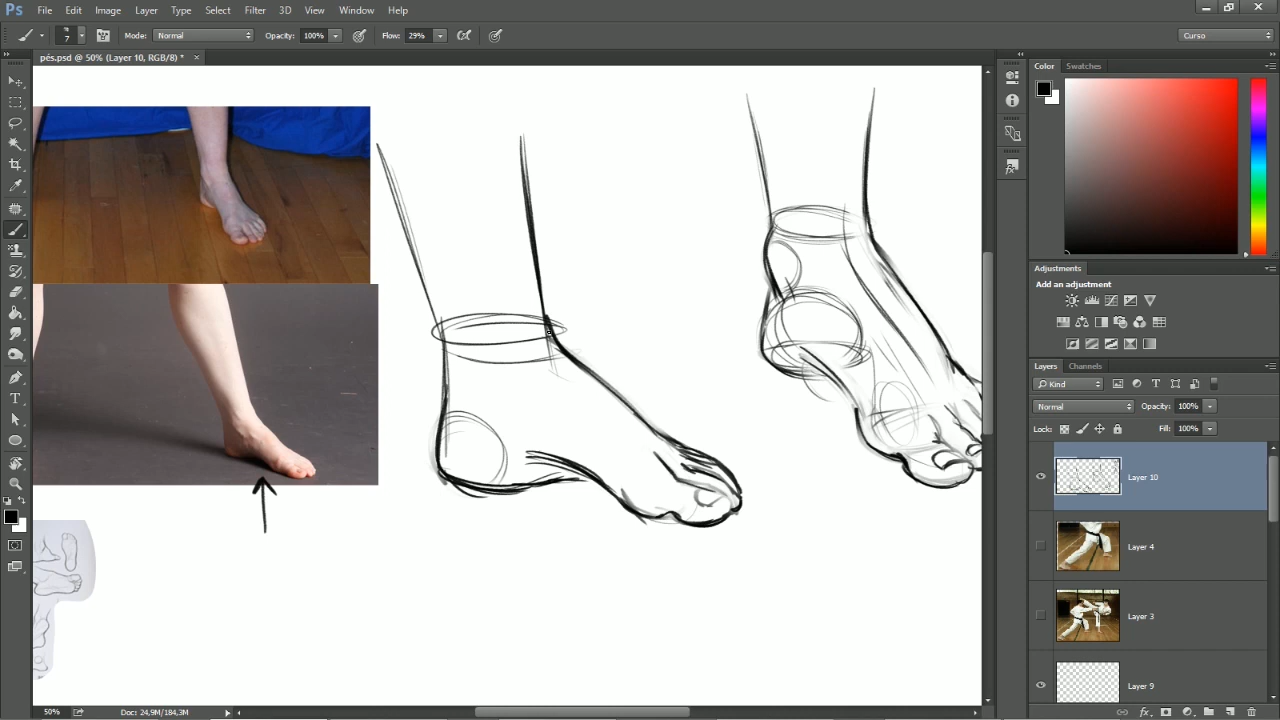 Ps File Edit Image Layer Type Select Filter 3D View Window Help
7 Mode: Normal Opacity: 100% Flow: 29% Curso
pés.psd @ 50% (Layer 10, RGB/8) * ×
Color Swatches
Adjustments
Add an adjustment
Layers Channels
Kind
Normal Opacity: 100%
Lock: Fill: 100%
Layer 10
Layer 4
Layer 3
Layer 9
50% Doc: 24,9M/184,3M